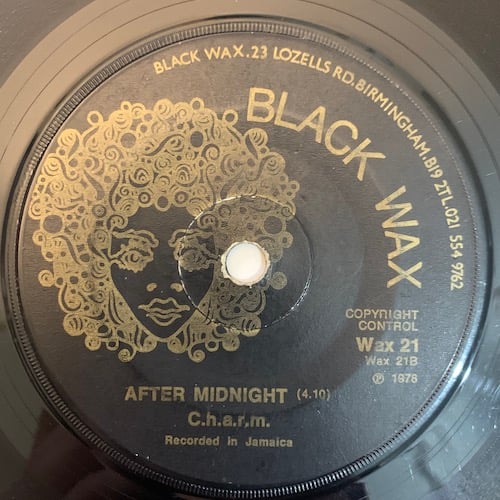 BLACK WAX.23 LOZELLS RD.BIRMINGHAM.B19 2TL.021 554 9762
BLACK WAX
COPYRIGHT
CONTROL
Wax 21
Wax 21B
℗ 1976
AFTER MIDNIGHT (4.10)
C.h.a.r.m.
Recorded in Jamaica